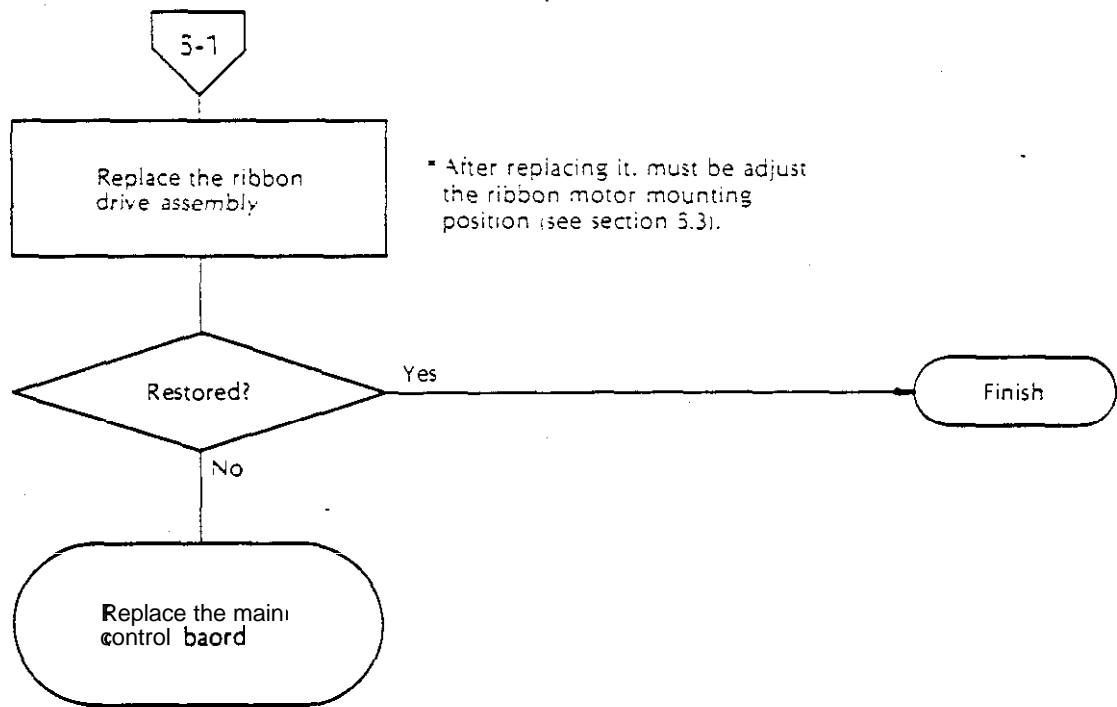 5-1
Replace the ribbon
drive assembly
* After replacing it, must be adjust
the ribbon motor mounting
position (see section 5.3).
Restored?
Yes
Finish
No
Replace the main
control baord